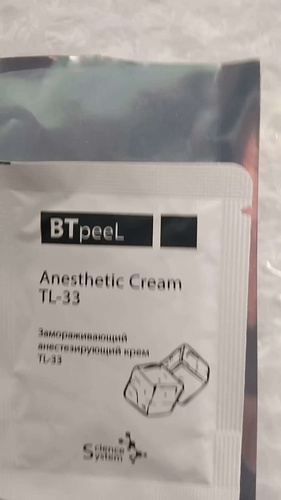 BTpeeL
Anesthetic Cream
TL-33
Замораживающий
анестезирующий крем
TL-33
Science
System